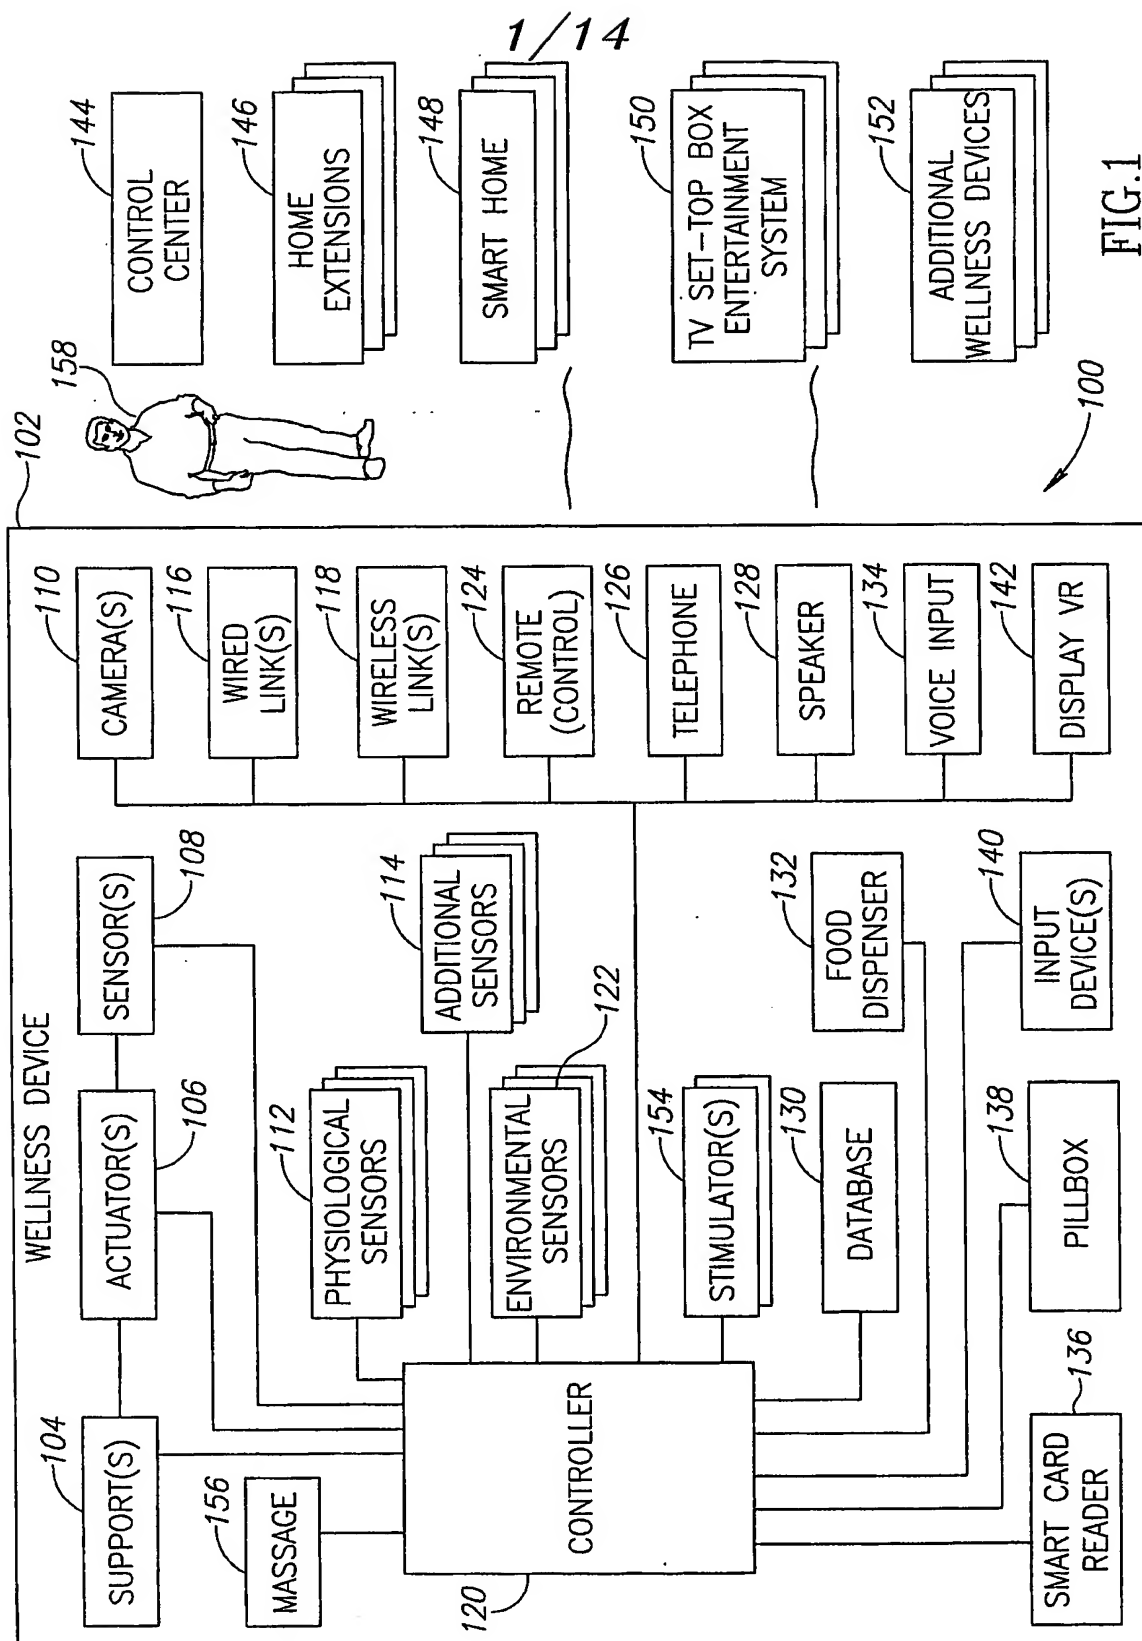 1/14
WELLNESS DEVICE
102
104
SUPPORT(S)
106
ACTUATOR(S)
108
SENSOR(S)
110
CAMERA(S)
156
MASSAGE
112
PHYSIOLOGICAL
SENSORS
114
ADDITIONAL
SENSORS
116
WIRED
LINK(S)
118
WIRELESS
LINK(S)
120
CONTROLLER
122
ENVIRONMENTAL
SENSORS
124
REMOTE
(CONTROL)
154
STIMULATOR(S)
126
TELEPHONE
130
DATABASE
132
FOOD
DISPENSER
128
SPEAKER
134
VOICE INPUT
136
SMART CARD
READER
138
PILLBOX
140
INPUT
DEVICE(S)
142
DISPLAY VR
158
144
CONTROL
CENTER
146
HOME
EXTENSIONS
148
SMART HOME
150
TV SET-TOP BOX
ENTERTAINMENT
SYSTEM
152
ADDITIONAL
WELLNESS DEVICES
100
FIG.1